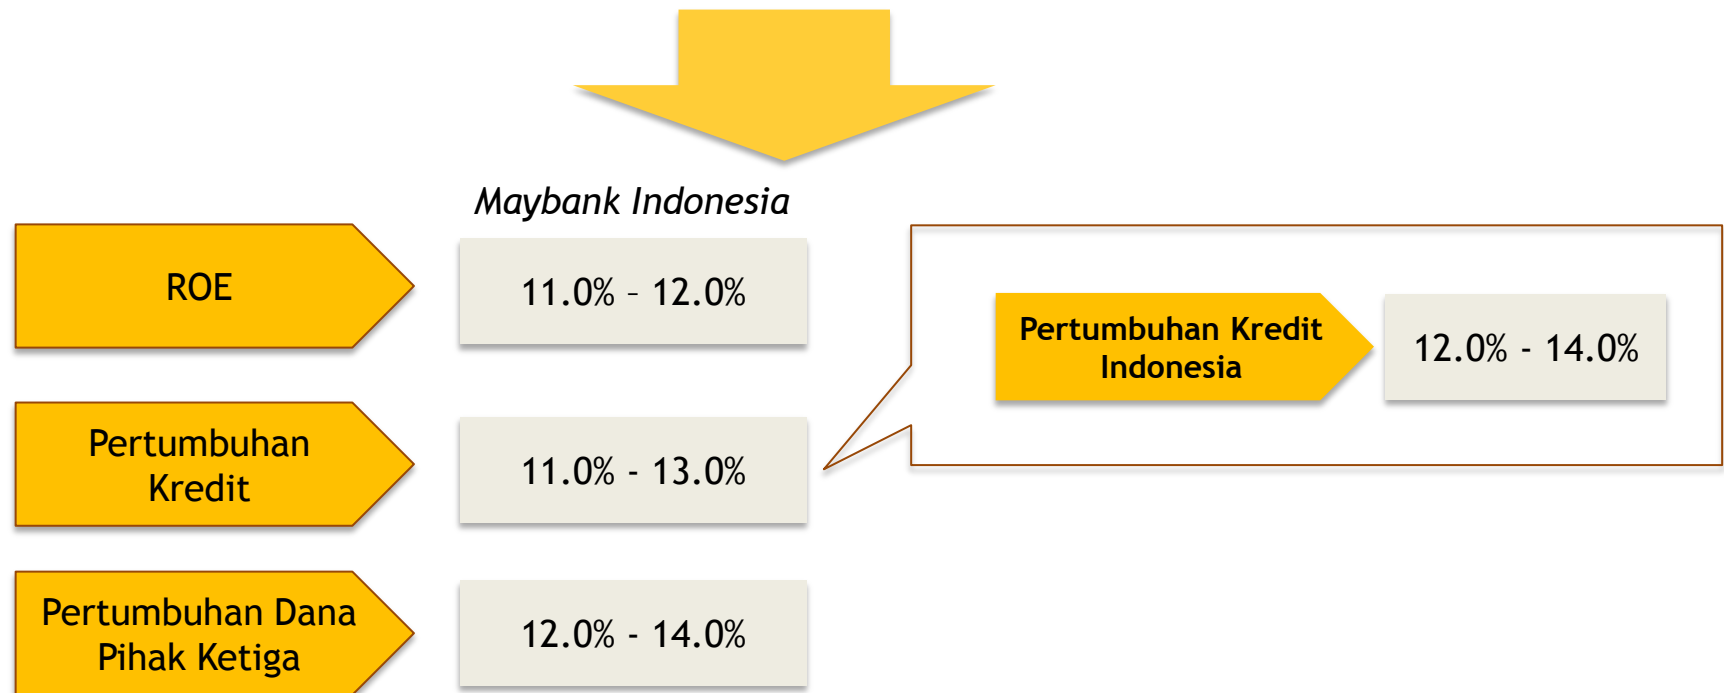 Maybank Indonesia
ROE
11.0% – 12.0%
Pertumbuhan Kredit
Indonesia
12.0% - 14.0%
Pertumbuhan
Kredit
11.0% - 13.0%
Pertumbuhan Dana
Pihak Ketiga
12.0% - 14.0%